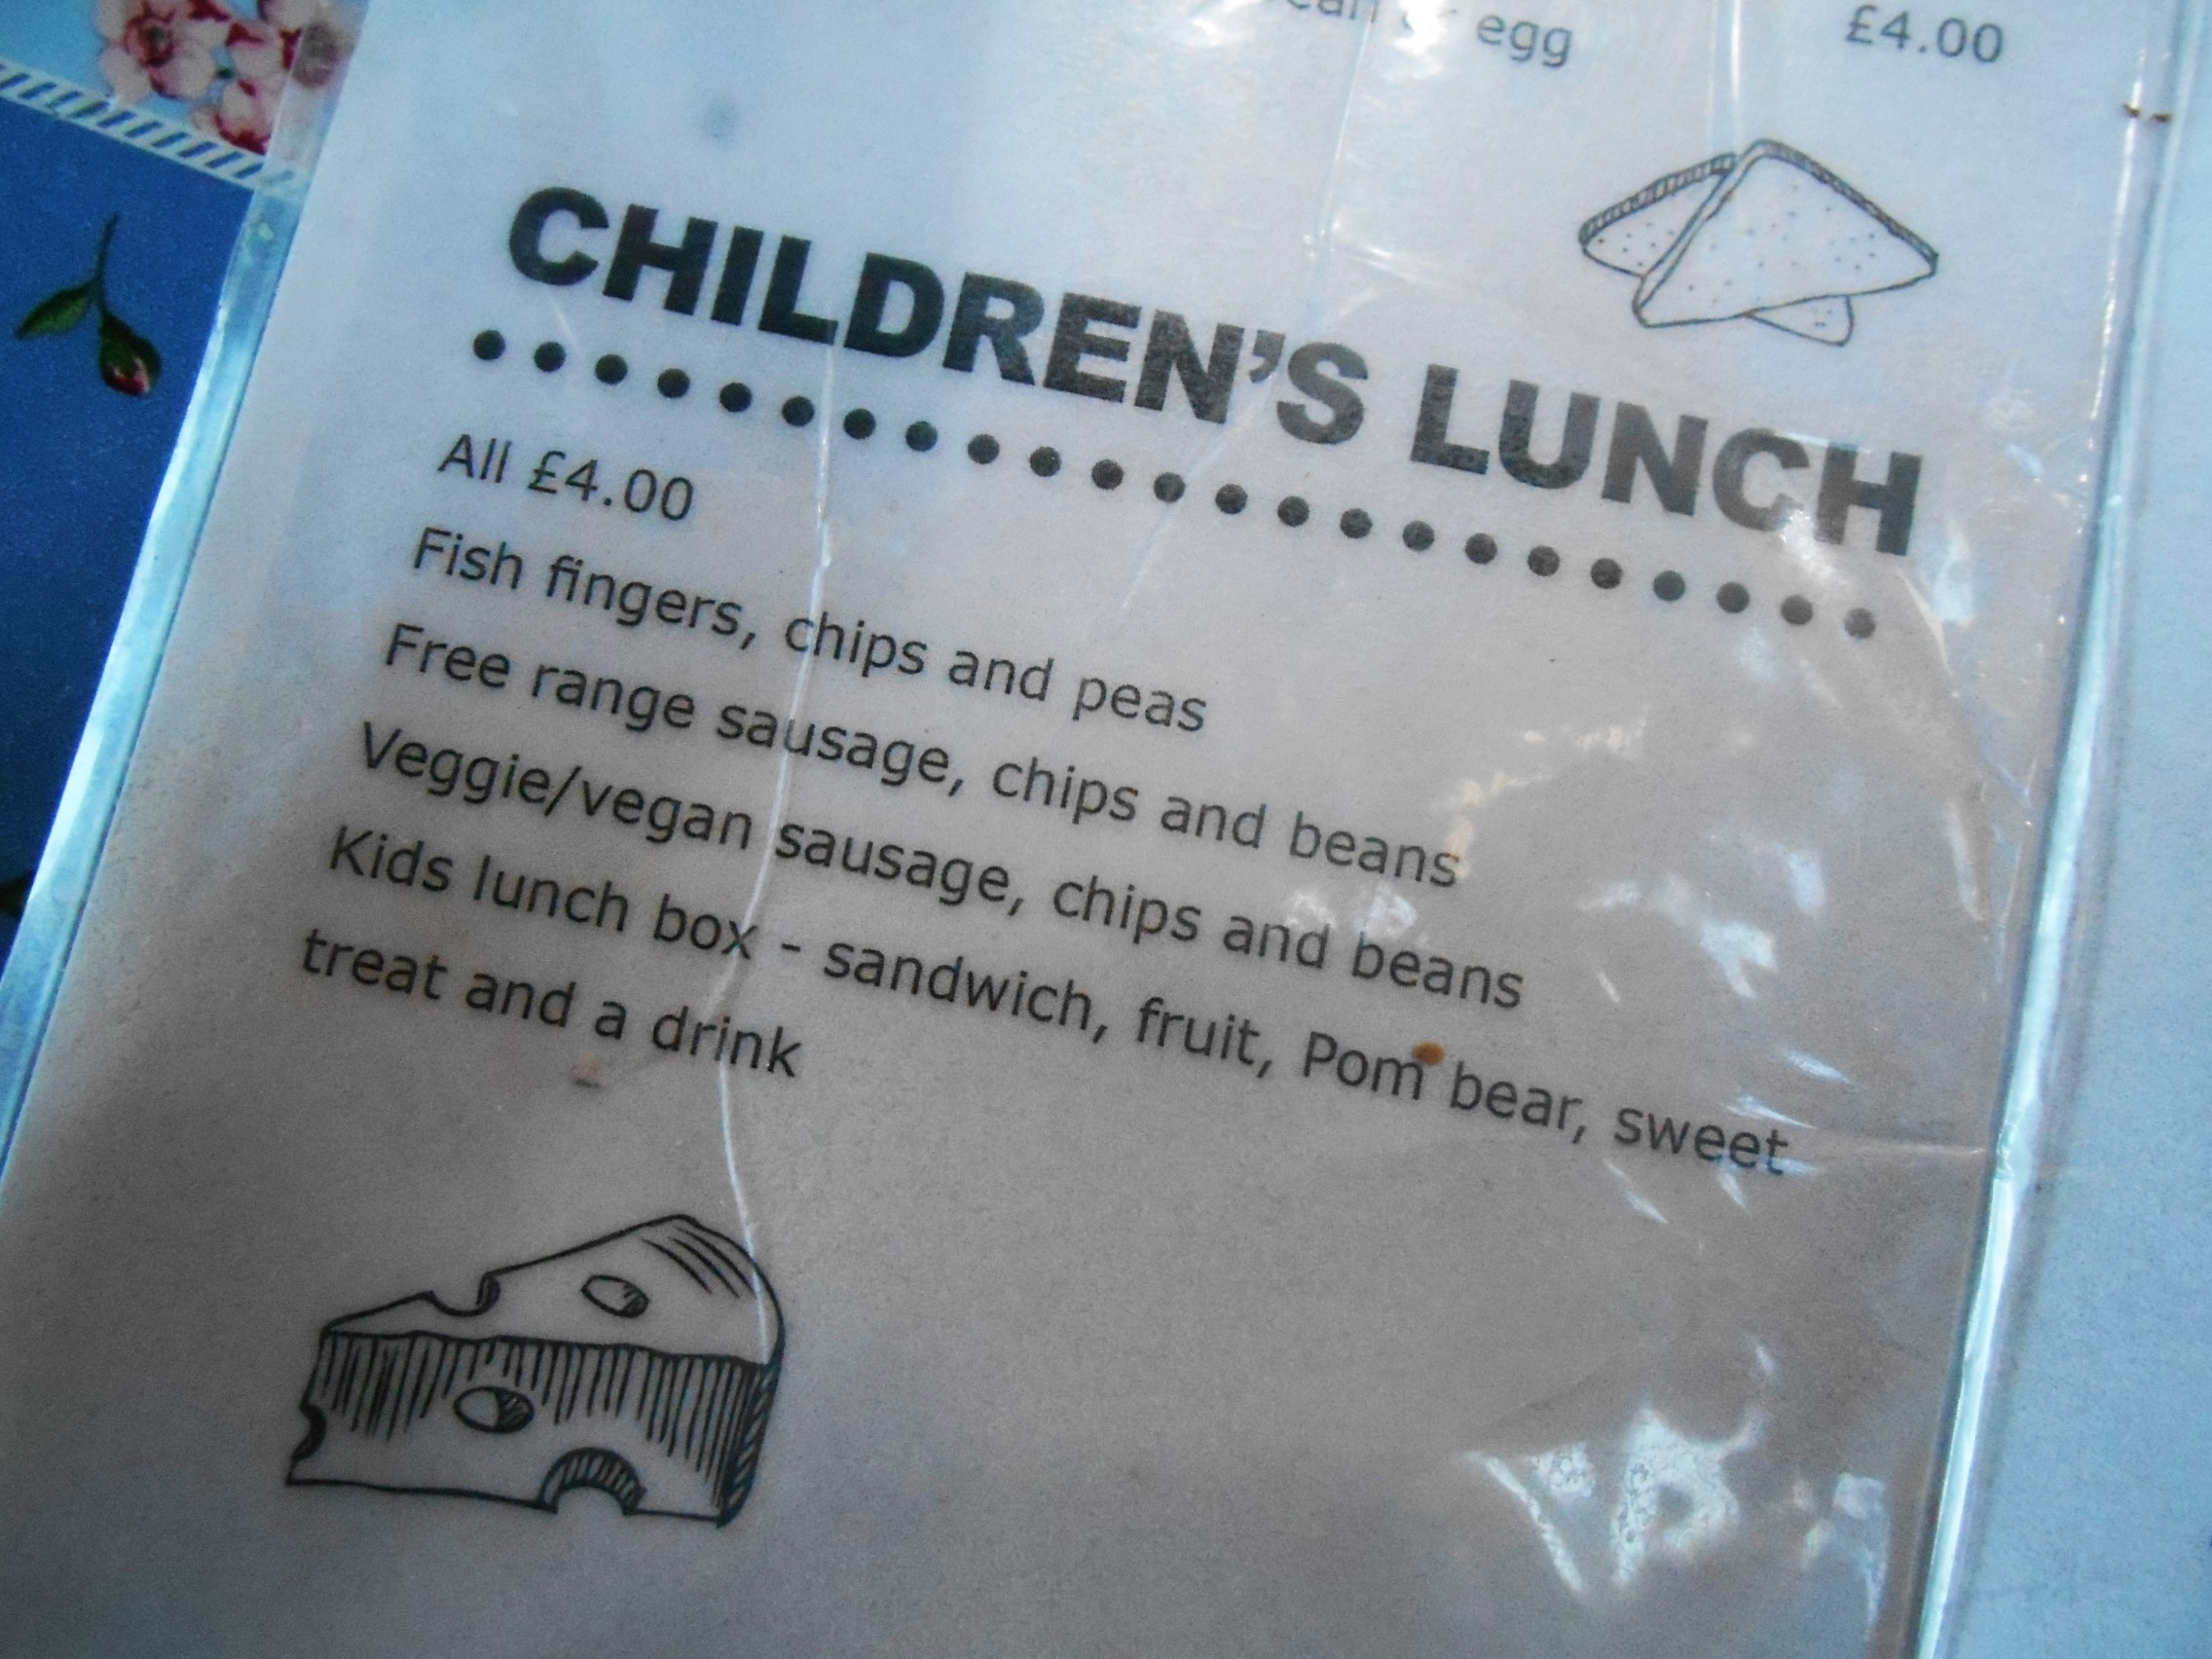 egg £4.00
CHILDREN'S LUNCH
All £4.00
Fish fingers, chips and peas
Free range sausage, chips and beans
Veggie/vegan sausage, chips and beans
Kids lunch box - sandwich, fruit, Pom bear, sweet
treat and a drink